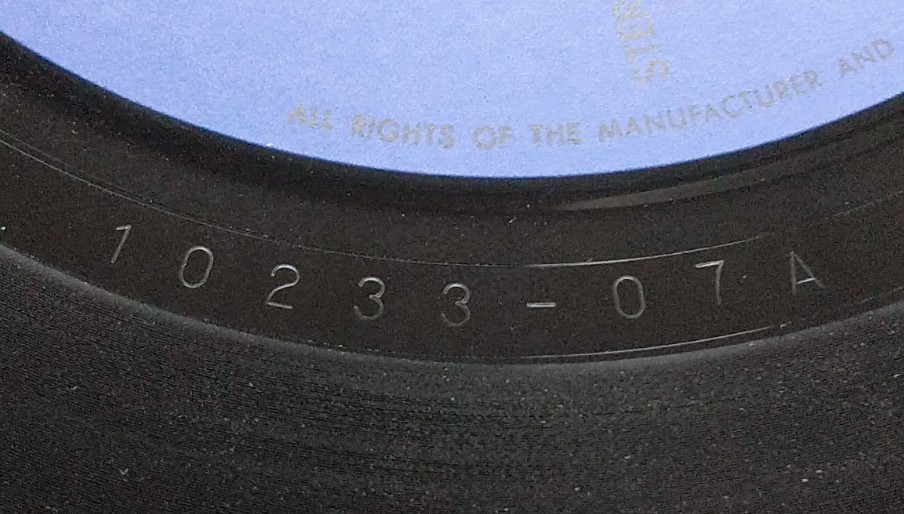 ALL RIGHTS OF THE MANUFACTURER AND
10233-07A